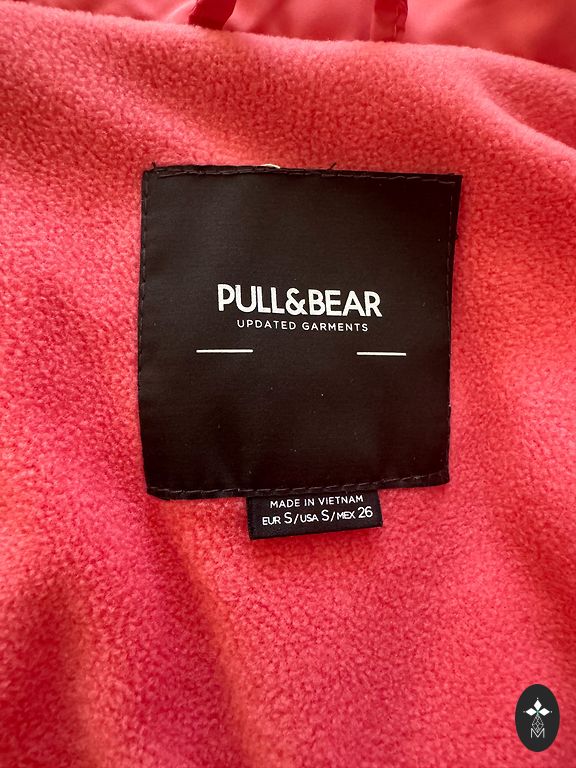 PULL&BEAR
UPDATED GARMENTS
MADE IN VIETNAM
EUR S/USA S/MEX 26
M